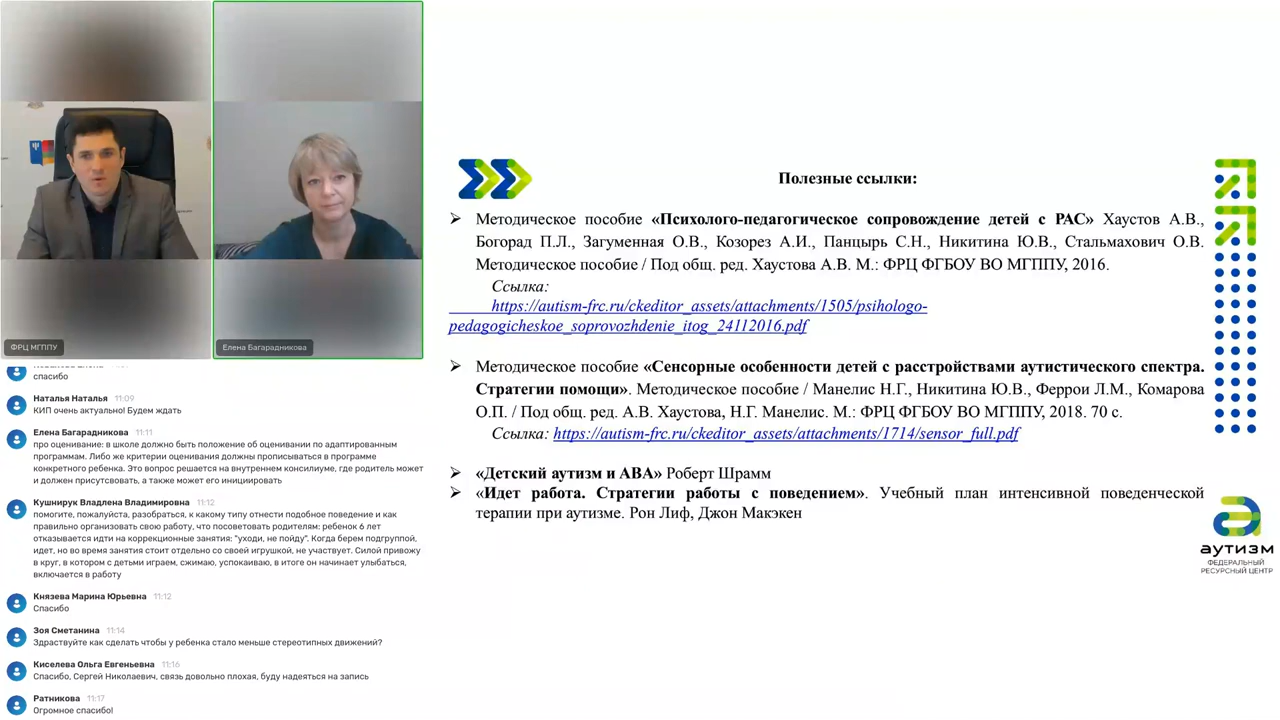 ФРЦ МГППУ
Елена Багарадникова
спасибо
Наталья Наталья 11:09
КИП очень актуально! Будем ждать
Елена Багарадникова 11:11
про оценивание: в школе должно быть положение об оценивании по адаптированным
программам. Либо же критерии оценивания должны прописываться в программе
конкретного ребенка. Это вопрос решается на внутреннем консилиуме, где родитель может
и должен присутсвовать, а также может его инициировать
Кушнирук Владлена Владимировна 11:12
помогите, пожалуйста, разобраться, к какому типу отнести подобное поведение и как
правильно организовать свою работу, что посоветовать родителям: ребенок 6 лет
отказывается идти на коррекционные занятия: "уходи, не пойду". Когда берем подгруппой,
идет, но во время занятия стоит отдельно со своей игрушкой, не участвует. Силой привожу
в круг, в котором с детьми играем, сжимаю, успокаиваю, в итоге он начинает улыбаться,
включается в работу
Князева Марина Юрьевна 11:12
Спасибо
Зоя Сметанина 11:14
Здраствуйте как сделать чтобы у ребенка стало меньше стереотипных движений?
Киселева Ольга Евгеньевна 11:16
Спасибо, Сергей Николаевич, связь довольно плохая, буду надеяться на запись
Ратникова 11:17
Огромное спасибо!
Полезные ссылки:
Методическое пособие «Психолого-педагогическое сопровождение детей с РАС» Хаустов А.В.,
Богорад П.Л., Загуменная О.В., Козорез А.И., Панцырь С.Н., Никитина Ю.В., Стальмахович О.В.
Методическое пособие / Под общ. ред. Хаустова А.В. М.: ФРЦ ФГБОУ ВО МГППУ, 2016.
Ссылка:
https://autism-frc.ru/ckeditor_assets/attachments/1505/psihologo-
pedagogicheskoe_soprovozhdenie_itog_24112016.pdf
Методическое пособие «Сенсорные особенности детей с расстройствами аутистического спектра.
Стратегии помощи». Методическое пособие / Манелис Н.Г., Никитина Ю.В., Феррои Л.М., Комарова
О.П. / Под общ. ред. А.В. Хаустова, Н.Г. Манелис. М.: ФРЦ ФГБОУ ВО МГППУ, 2018. 70 с.
Ссылка: https://autism-frc.ru/ckeditor_assets/attachments/1714/sensor_full.pdf
«Детский аутизм и АВА» Роберт Шрамм
«Идет работа. Стратегии работы с поведением». Учебный план интенсивной поведенческой
терапии при аутизме. Рон Лиф, Джон Макэкен
аутизм
ФЕДЕРАЛЬНЫЙ
РЕСУРСНЫЙ ЦЕНТР